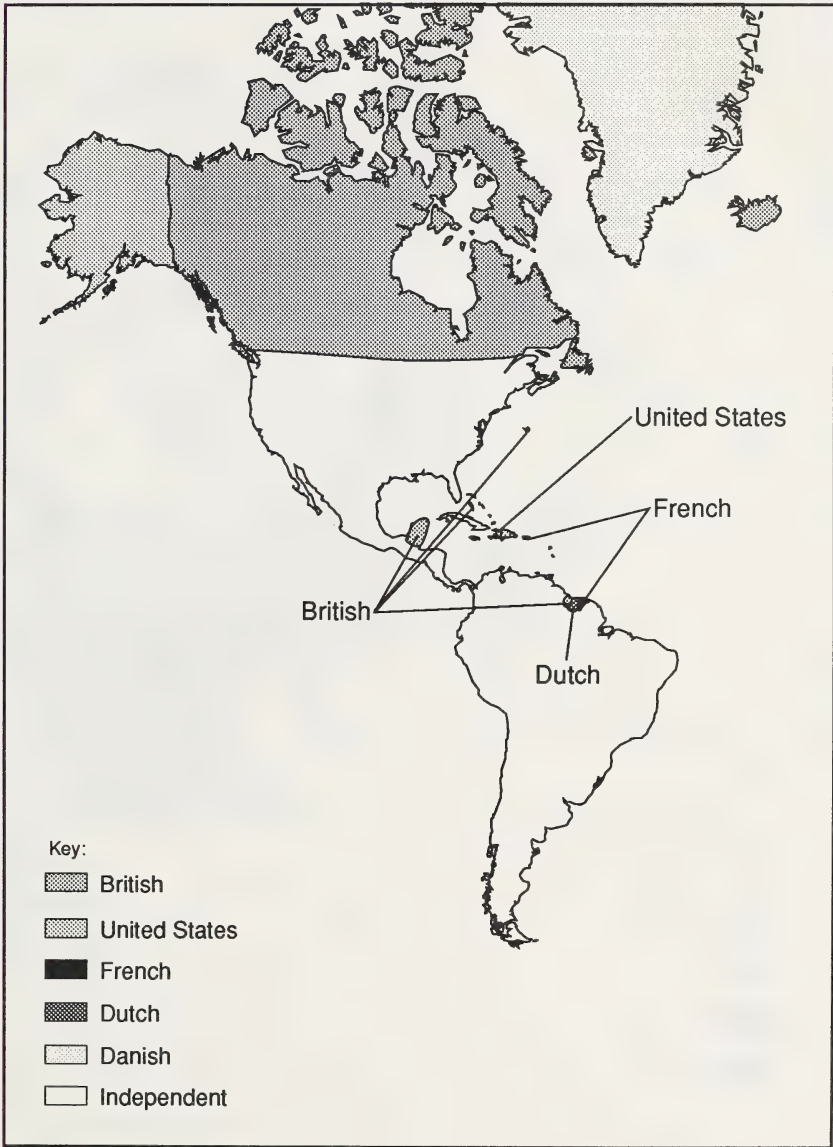 United States
French
British
Dutch
Key:
British
United States
French
Dutch
Danish
Independent